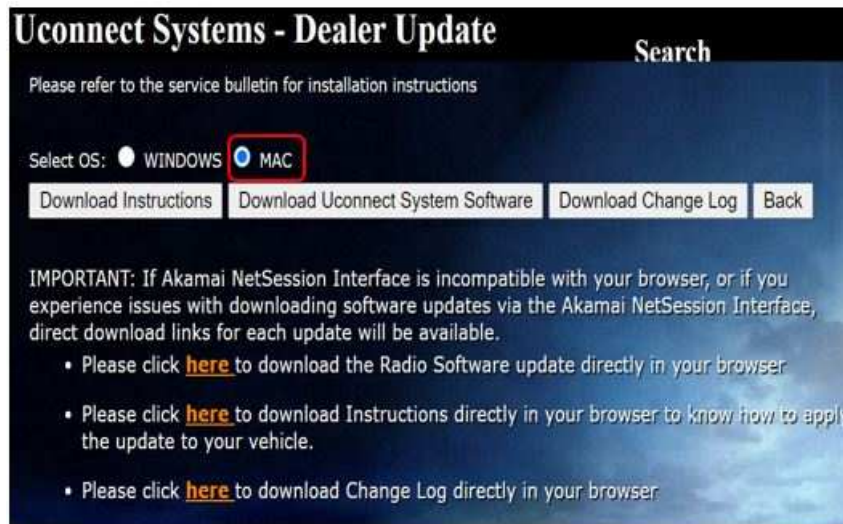 Uconnect Systems - Dealer Update
Search
Please refer to the service bulletin for installation instructions
Select OS: WINDOWS MAC
Download Instructions Download Uconnect System Software Download Change Log Back
IMPORTANT: If Akamai NetSession Interface is incompatible with your browser, or if you
experience issues with downloading software updates via the Akamai NetSession Interface,
direct download links for each update will be available.
• Please click here to download the Radio Software update directly in your browser
• Please click here to download Instructions directly in your browser to know how to apply
the update to your vehicle.
• Please click here to download Change Log directly in your browser